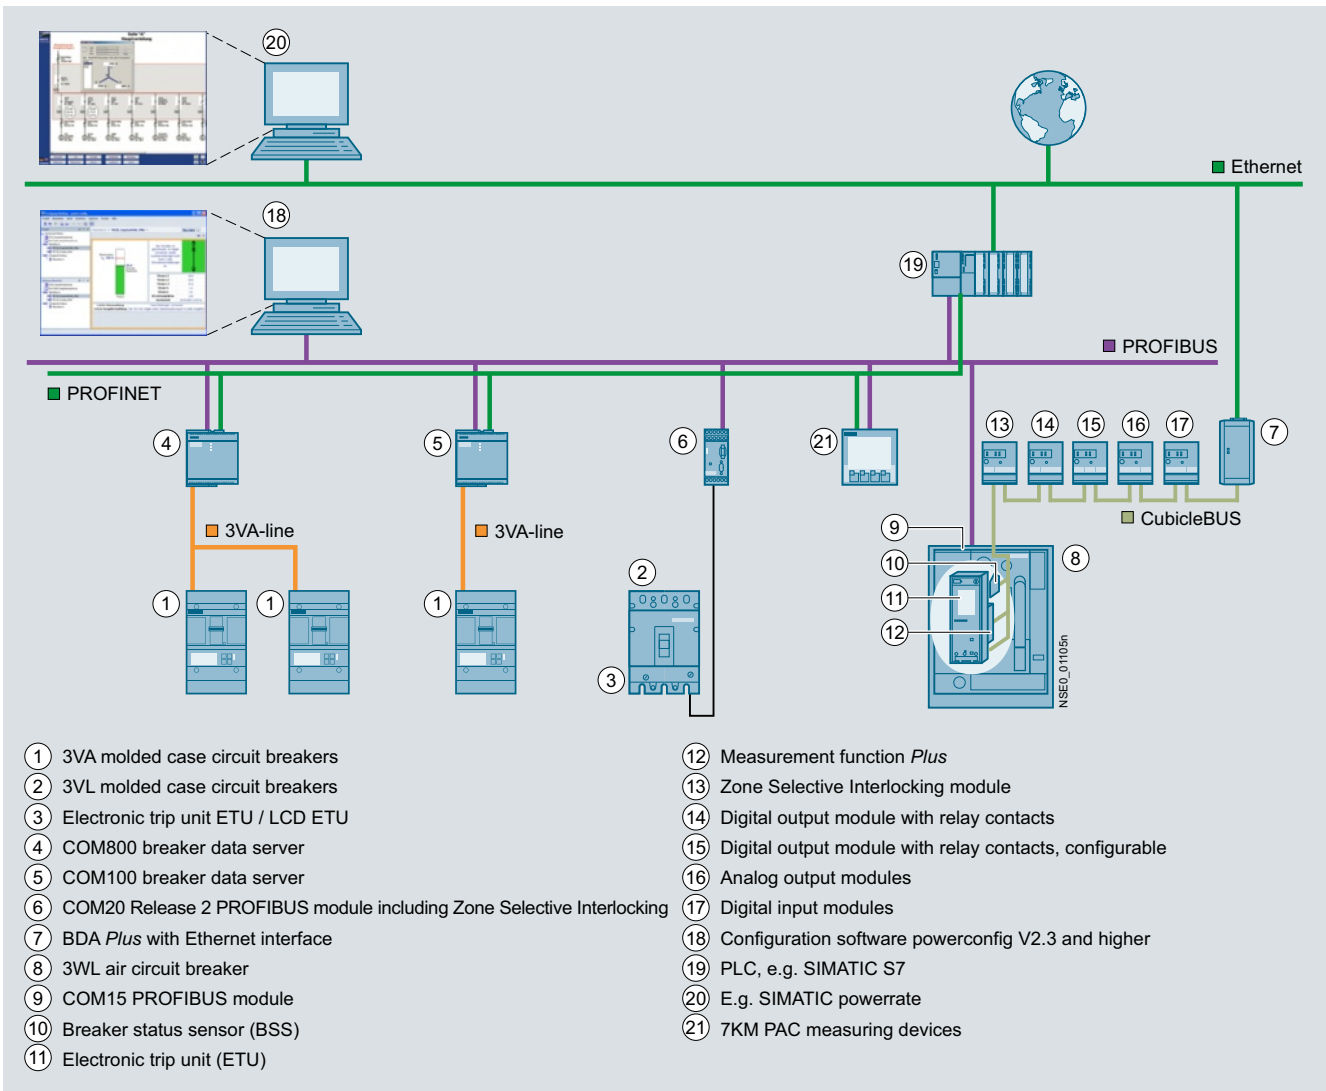 20
Ethernet
18
19
PROFIBUS
PROFINET
4
5
6
21
13
14
15
16
17
7
3VA-line
3VA-line
CubicleBUS
9
10
11
12
8
1
1
1
2
3
NSE0_01105n
1 3VA molded case circuit breakers
2 3VL molded case circuit breakers
3 Electronic trip unit ETU / LCD ETU
4 COM800 breaker data server
5 COM100 breaker data server
6 COM20 Release 2 PROFIBUS module including Zone Selective Interlocking
7 BDA Plus with Ethernet interface
8 3WL air circuit breaker
9 COM15 PROFIBUS module
10 Breaker status sensor (BSS)
11 Electronic trip unit (ETU)
12 Measurement function Plus
13 Zone Selective Interlocking module
14 Digital output module with relay contacts
15 Digital output module with relay contacts, configurable
16 Analog output modules
17 Digital input modules
18 Configuration software powerconfig V2.3 and higher
19 PLC, e.g. SIMATIC S7
20 E.g. SIMATIC powerrate
21 7KM PAC measuring devices